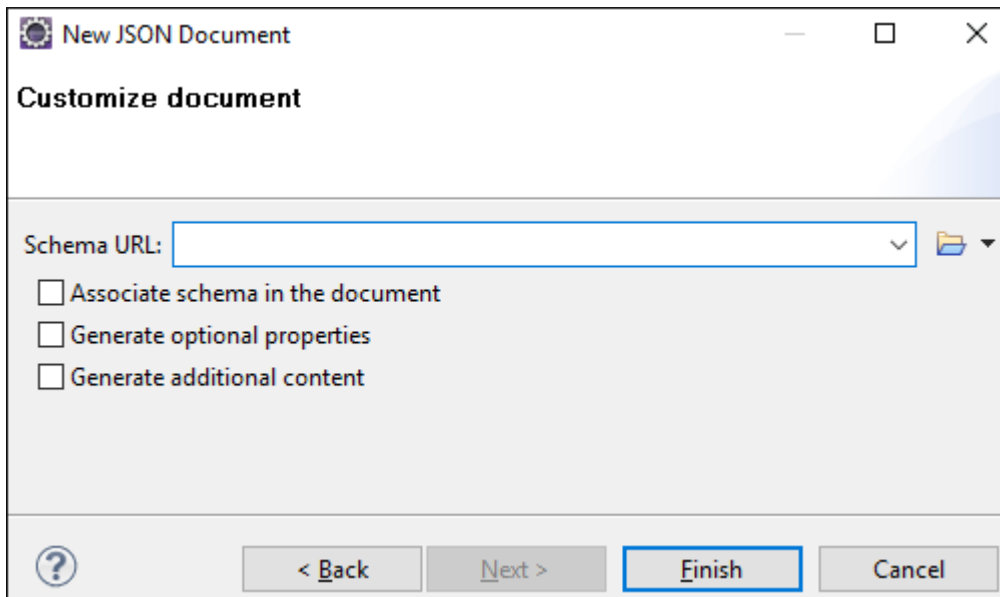 New JSON Document
Customize document
Schema URL:
Associate schema in the document
Generate optional properties
Generate additional content
? < Back Next > Finish Cancel